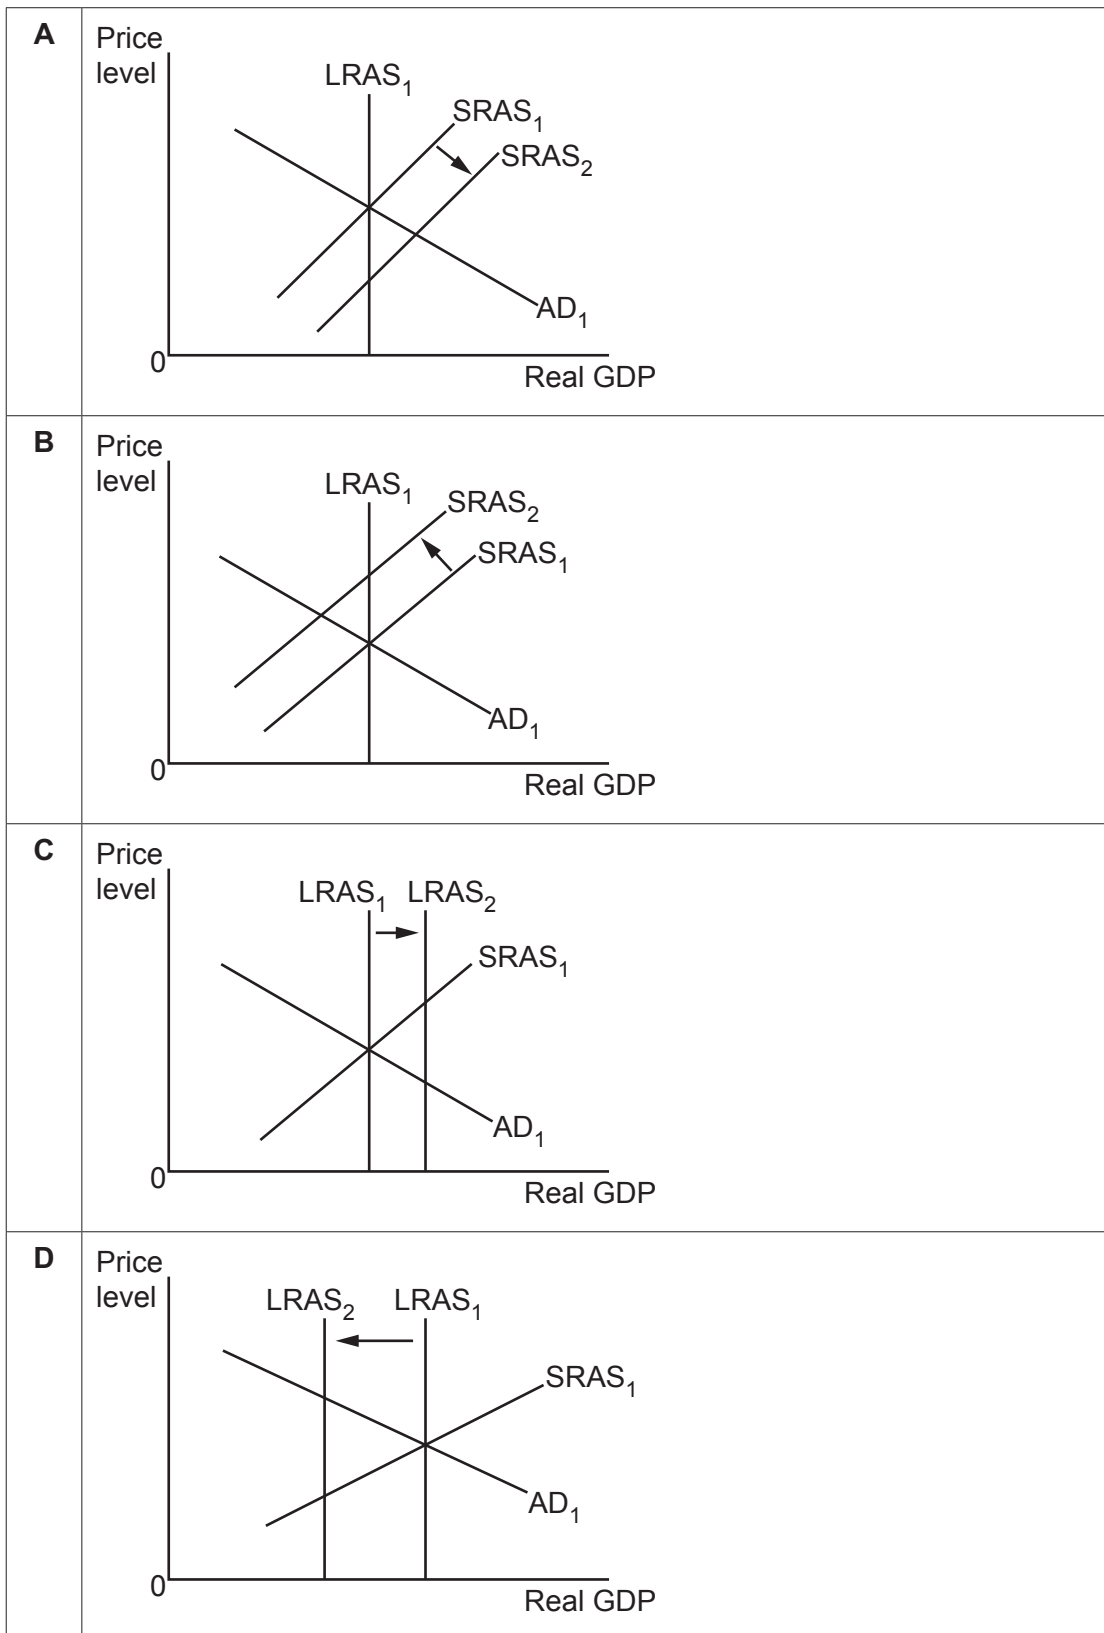 A
Price
level
LRAS₁
SRAS₁
SRAS₂
AD₁
0
Real GDP
B
Price
level
LRAS₁
SRAS₂
SRAS₁
AD₁
0
Real GDP
C
Price
level
LRAS₁ LRAS₂
SRAS₁
AD₁
0
Real GDP
D
Price
level
LRAS₂ LRAS₁
SRAS₁
AD₁
0
Real GDP